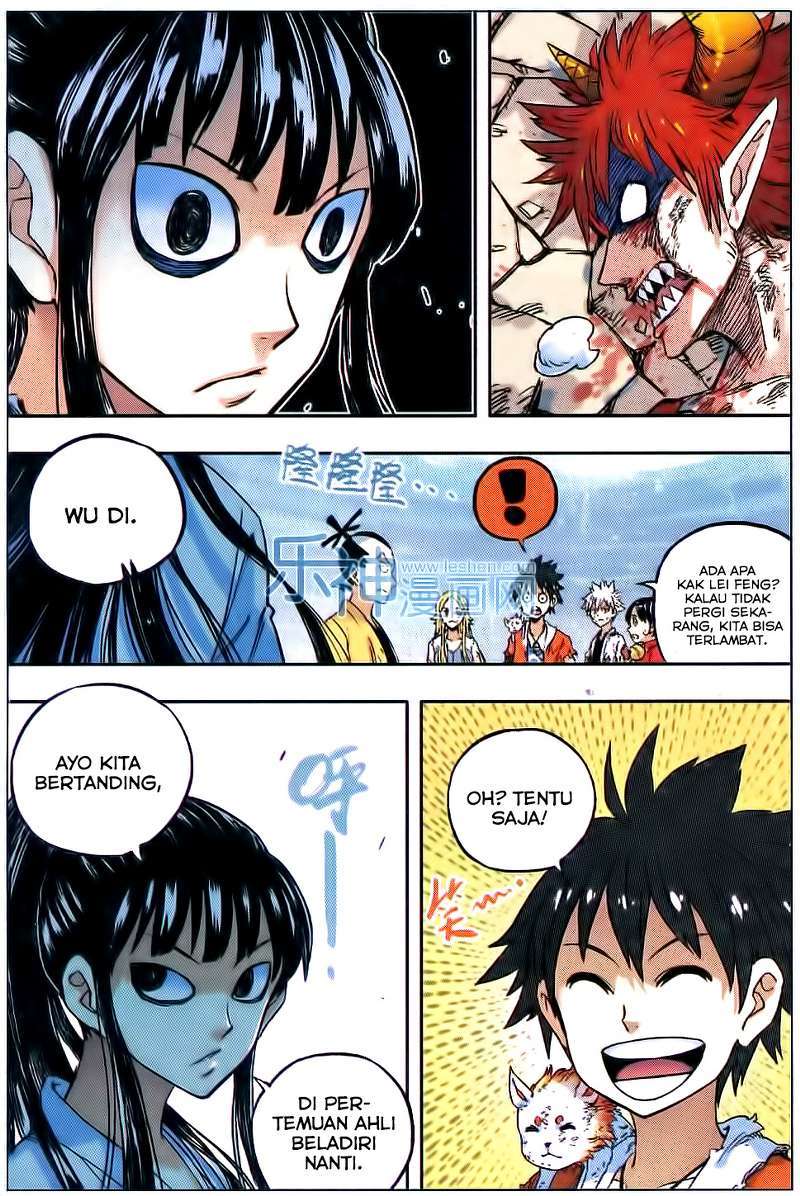 WU DI.
隆隆隆...
!
乐神漫画网
www.leshen.com
ADA APA
KAK LEI FENG?
KALAU TIDAK
PERGI SEKA-
RANG, KITA BISA
TERLAMBAT.
AYO KITA
BERTANDING,
呼
DI PER-
TEMUAN AHLI
BELADIRI
NANTI.
OH? TENTU
SAJA!
笑